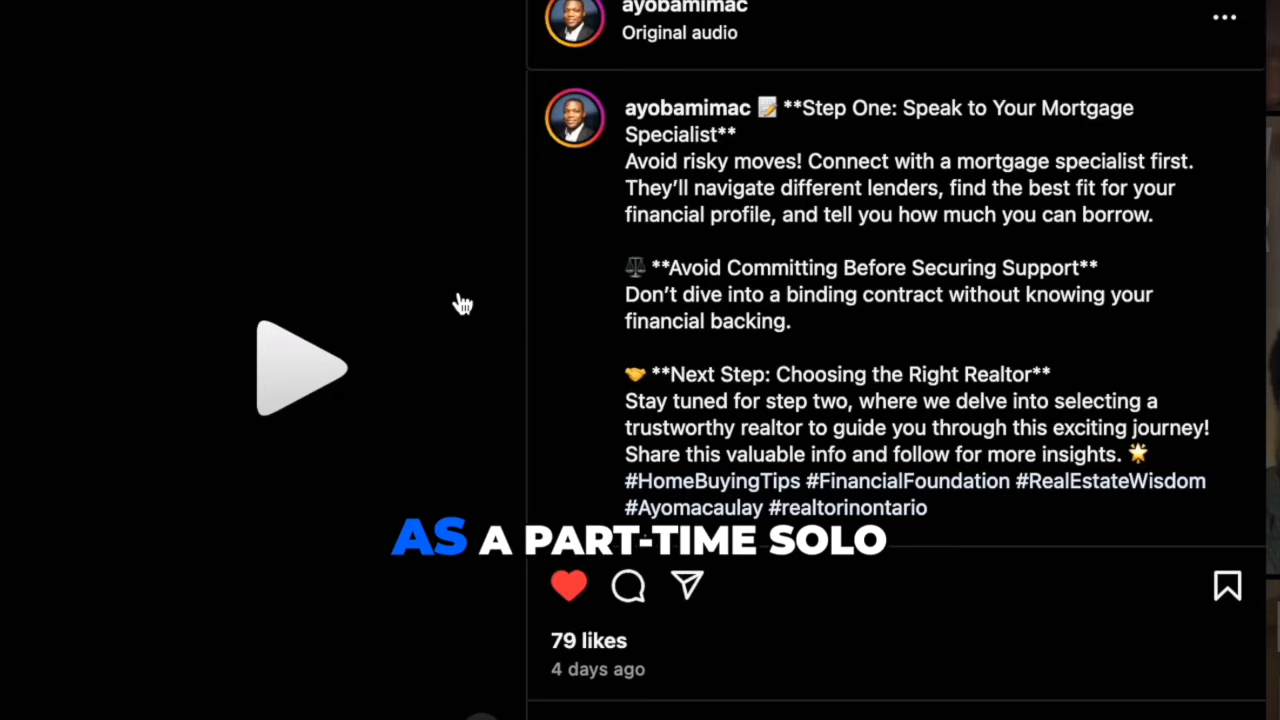 ayobamimac
Original audio
ayobamimac 📝 **Step One: Speak to Your Mortgage
Specialist**
Avoid risky moves! Connect with a mortgage specialist first.
They’ll navigate different lenders, find the best fit for your
financial profile, and tell you how much you can borrow.
⚖️ **Avoid Committing Before Securing Support**
Don’t dive into a binding contract without knowing your
financial backing.
🤝 **Next Step: Choosing the Right Realtor**
Stay tuned for step two, where we delve into selecting a
trustworthy realtor to guide you through this exciting journey!
Share this valuable info and follow for more insights. 🌟
#HomeBuyingTips #FinancialFoundation #RealEstateWisdom
#Ayomacaulay #realtorinontario
AS A PART-TIME SOLO
79 likes
4 days ago